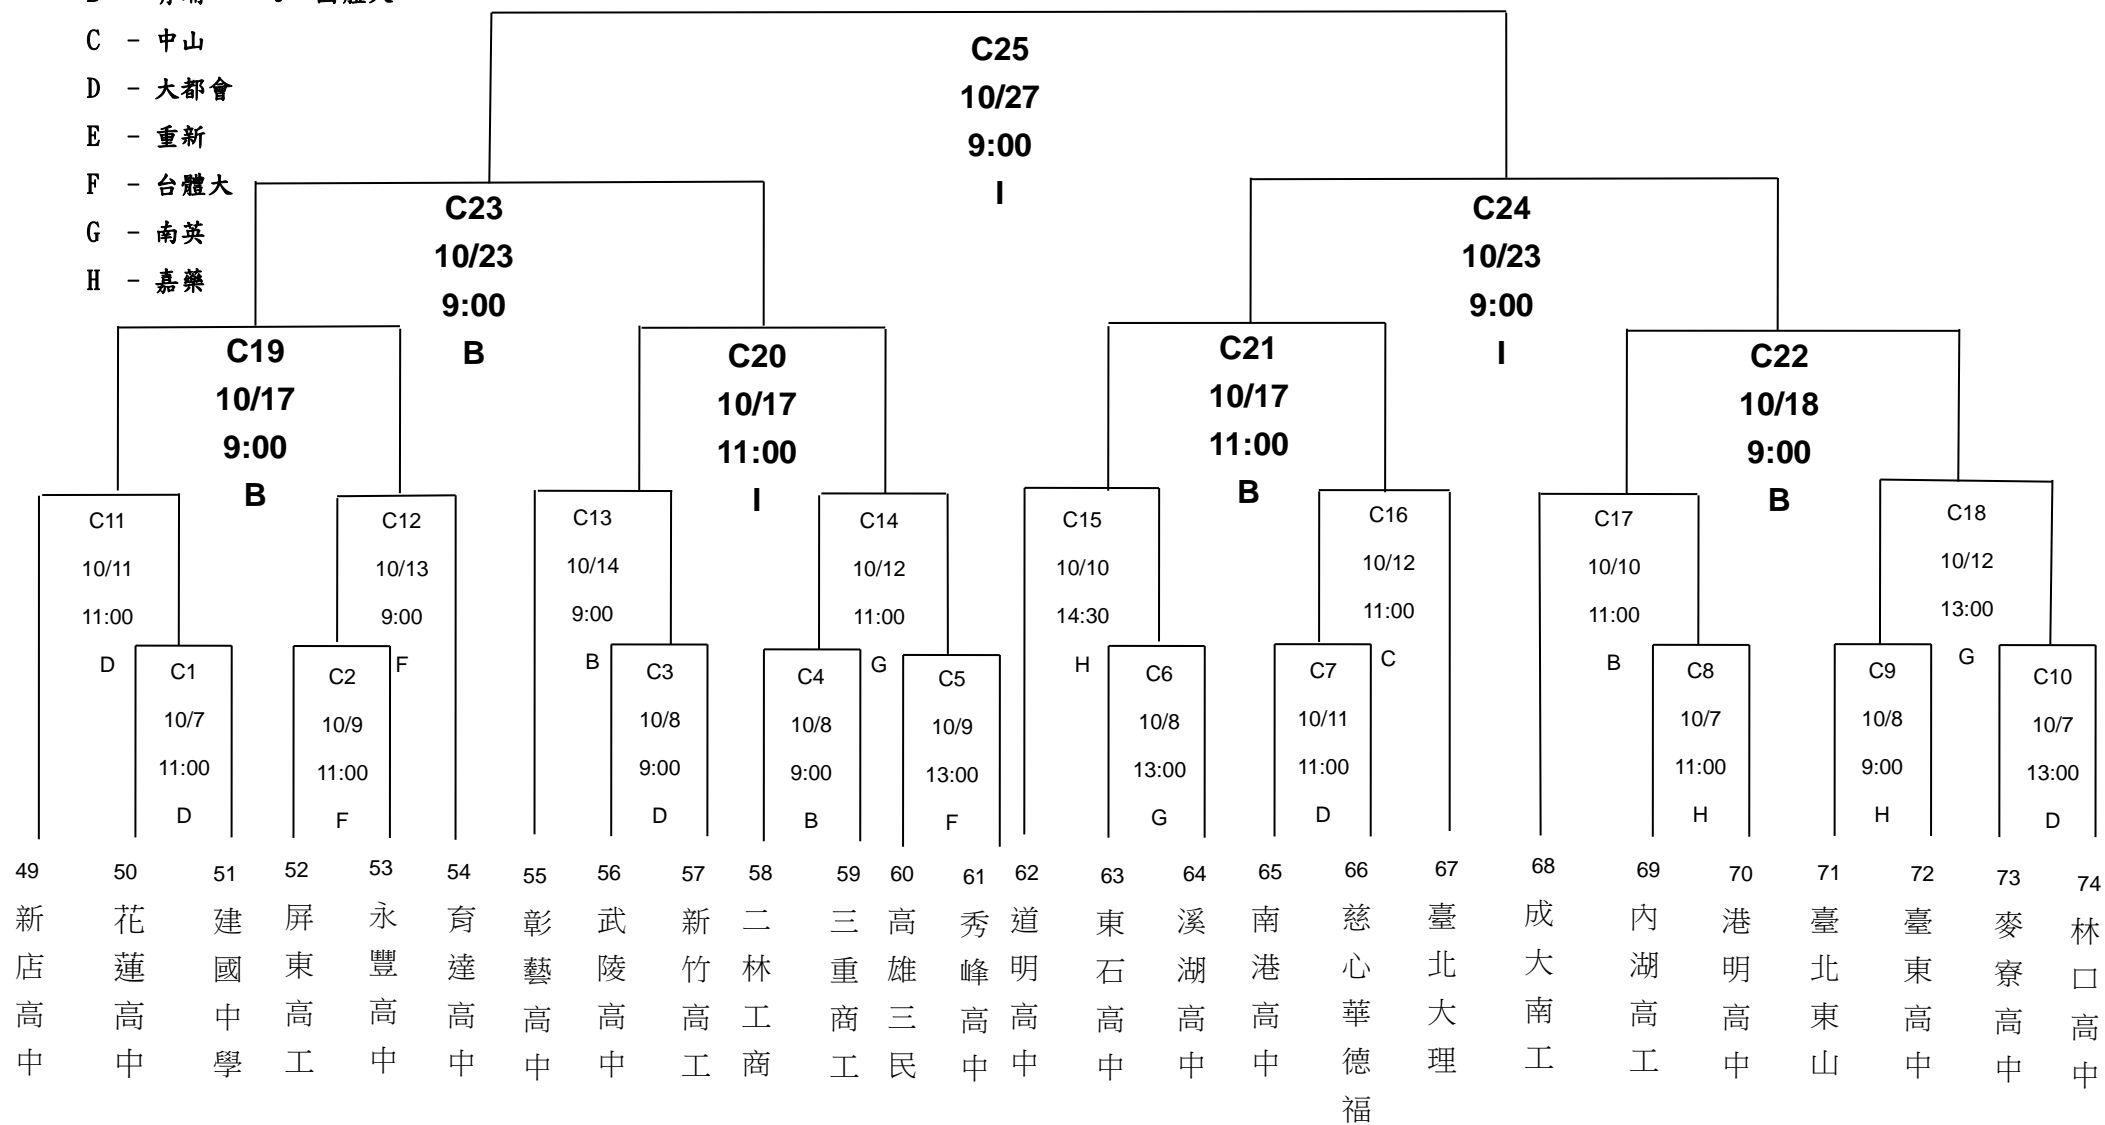 C - 中山
D - 大都會
E - 重新
F - 台體大
G - 南英
H - 嘉藥
C25
10/27
9:00
I
C23
10/23
9:00
B
C24
10/23
9:00
I
C19
10/17
9:00
B
C20
10/17
11:00
I
C21
10/17
11:00
B
C22
10/18
9:00
B
C11
10/11
11:00
D
C12
10/13
9:00
F
C13
10/14
9:00
B
C14
10/12
11:00
G
C15
10/10
14:30
H
C16
10/12
11:00
C
C17
10/10
11:00
B
C18
10/12
13:00
G
C1
10/7
11:00
D
C2
10/9
11:00
F
C3
10/8
9:00
D
C4
10/8
9:00
B
C5
10/9
13:00
F
C6
10/8
13:00
G
C7
10/11
11:00
D
C8
10/7
11:00
H
C9
10/8
9:00
H
C10
10/7
13:00
D
49
新店高中
50
花蓮高中
51
建國中學
52
屏東高工
53
永豐高中
54
育達高中
55
彰藝高中
56
武陵高中
57
新竹高工
58
二林工商
59
三重商工
60
高雄三民
61
秀峰高中
62
道明高中
63
東石高中
64
溪湖高中
65
南港高中
66
慈心華德福
67
臺北大理
68
成大南工
69
內湖高工
70
港明高中
71
臺北東山
72
臺東高中
73
麥寮高中
74
林口高中